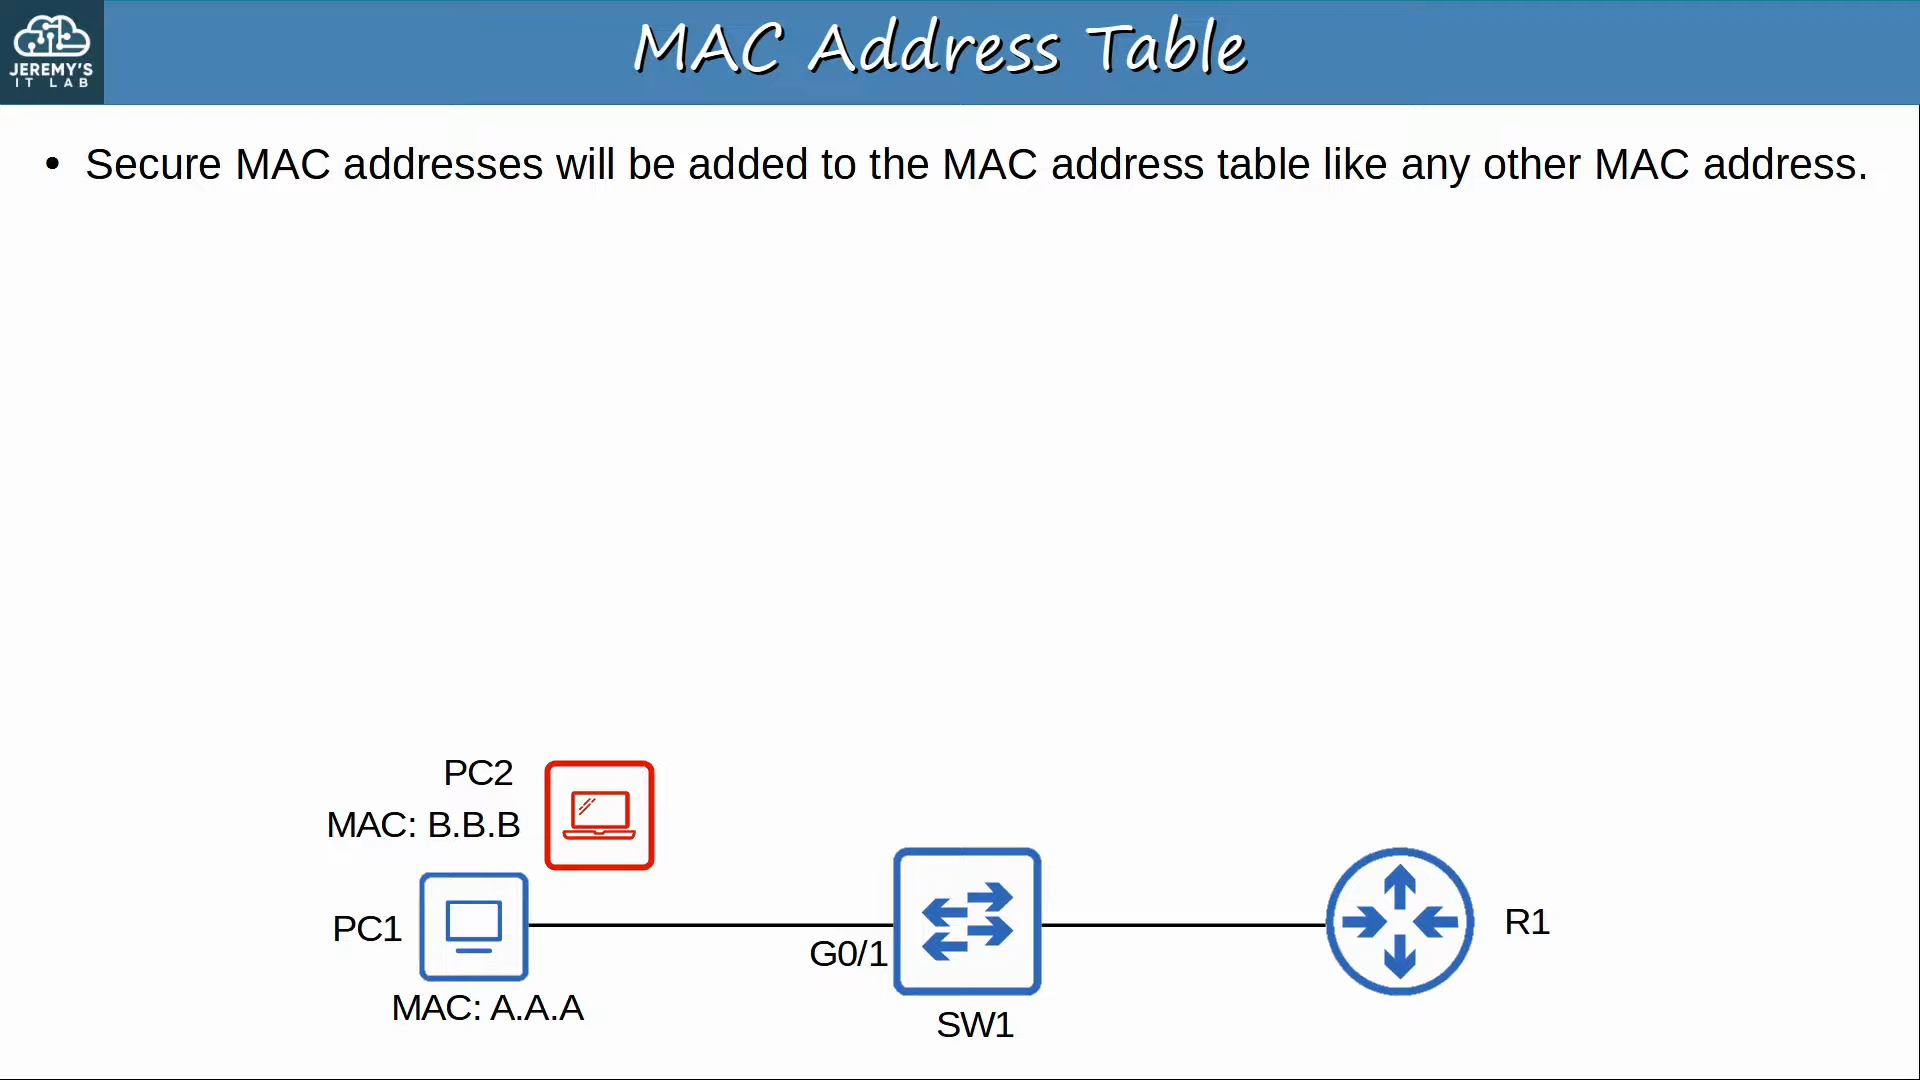 JEREMY'S
IT LAB
MAC Address Table
• Secure MAC addresses will be added to the MAC address table like any other MAC address.
PC2
MAC: B.B.B
PC1
MAC: A.A.A
G0/1
SW1
R1